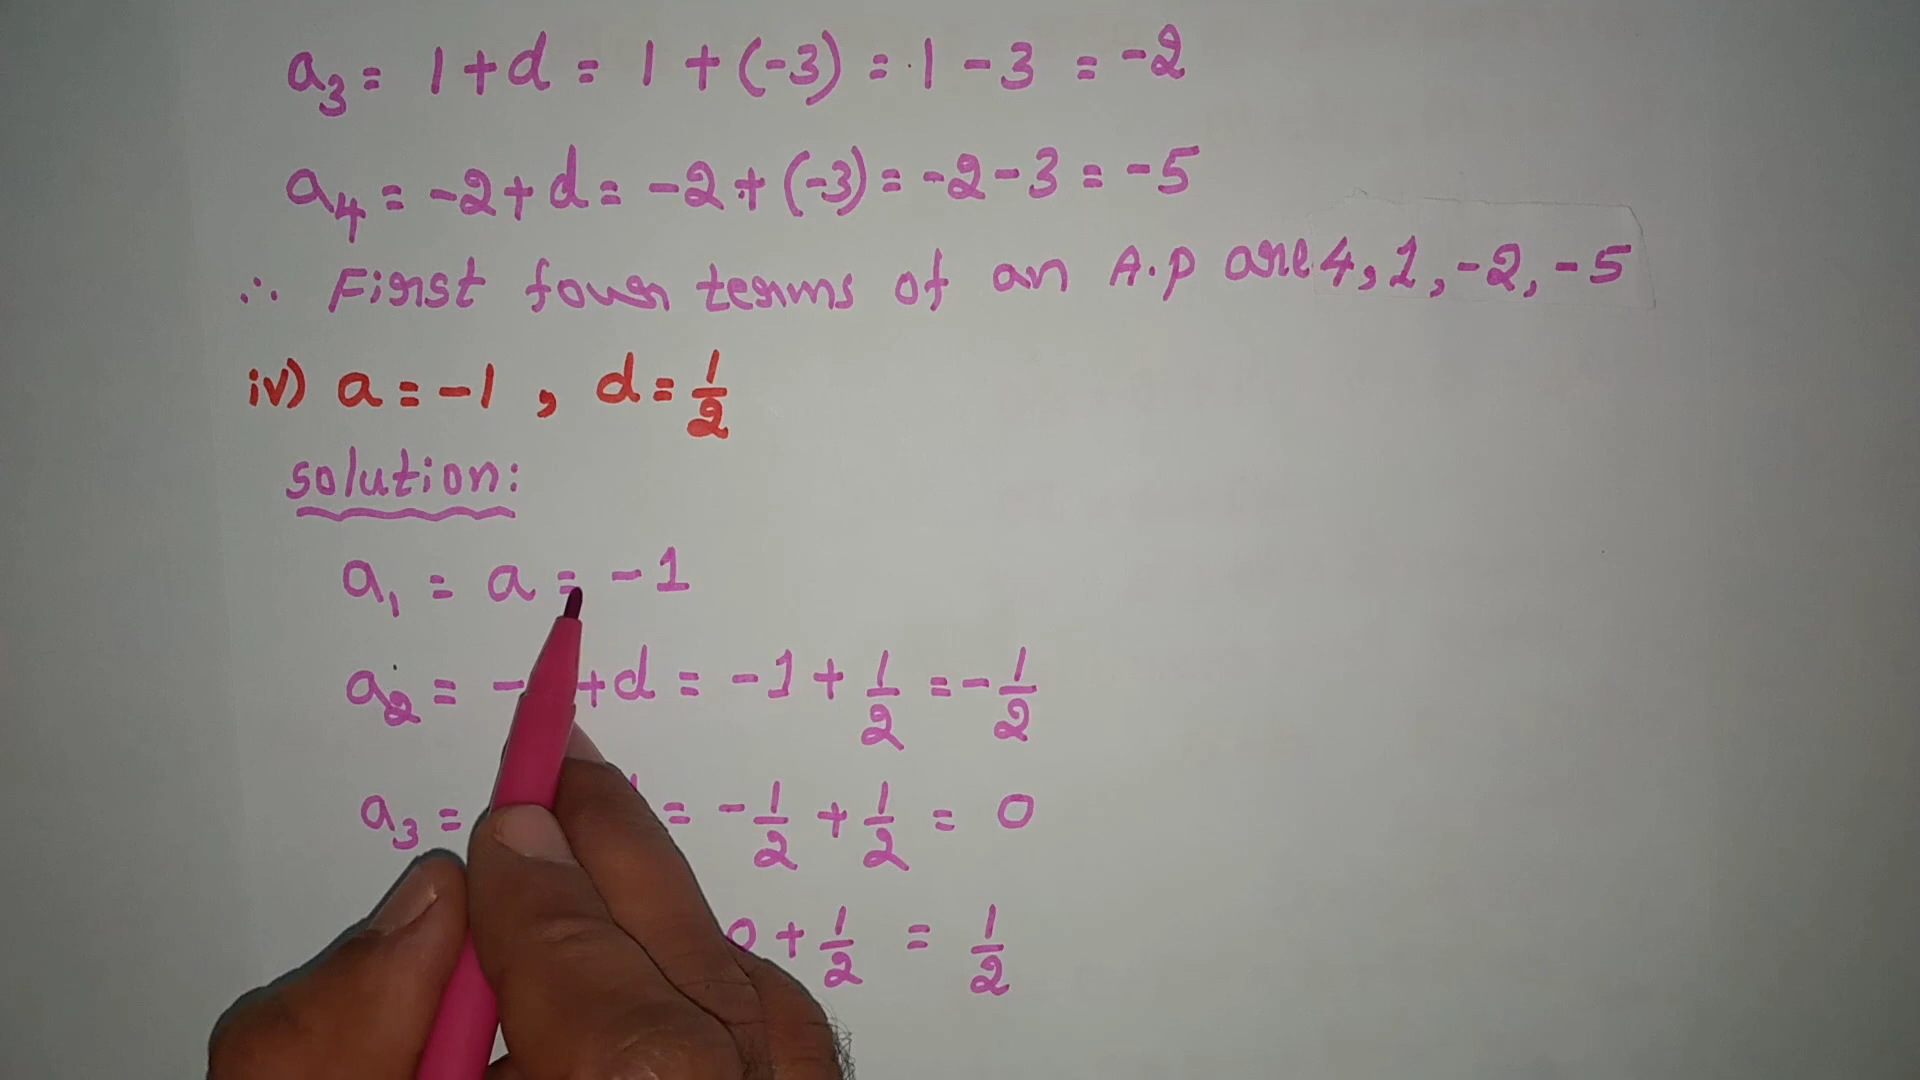 a₃ = 1 + d = 1 + (-3) = 1 - 3 = -2
a₄ = -2 + d = -2 + (-3) = -2 - 3 = -5
∴ First four terms of an A.P are 4, 1, -2, -5
iv) a = -1 , d = 1/2
solution:
a₁ = a = -1
a₂ = - + d = -1 + 1/2 = -1/2
a₃ = = -1/2 + 1/2 = 0
0 + 1/2 = 1/2